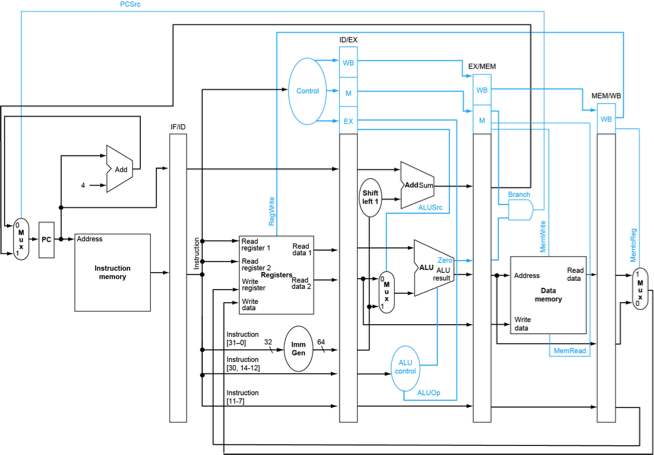 PCSrc
ID/EX
WB
EX/MEM
Control
M
WB
MEM/WB
EX
M
WB
IF/ID
Add
4
Shift
left 1
Add Sum
Branch
ALUSrc
RegWrite
MemWrite
MemtoReg
0
M
u
x
1
PC
Address
Instruction
memory
Instruction
Read
register 1
Read
data 1
Read
register 2
Registers
Write
register
Read
data 2
Write
data
0
M
u
x
1
Zero
ALU
ALU
result
Address
Read
data
Data
memory
Write
data
1
M
u
x
0
MemRead
Instruction
[31–0]
32
Imm
Gen
64
Instruction
[30, 14-12]
ALU
control
ALUOp
Instruction
[11-7]